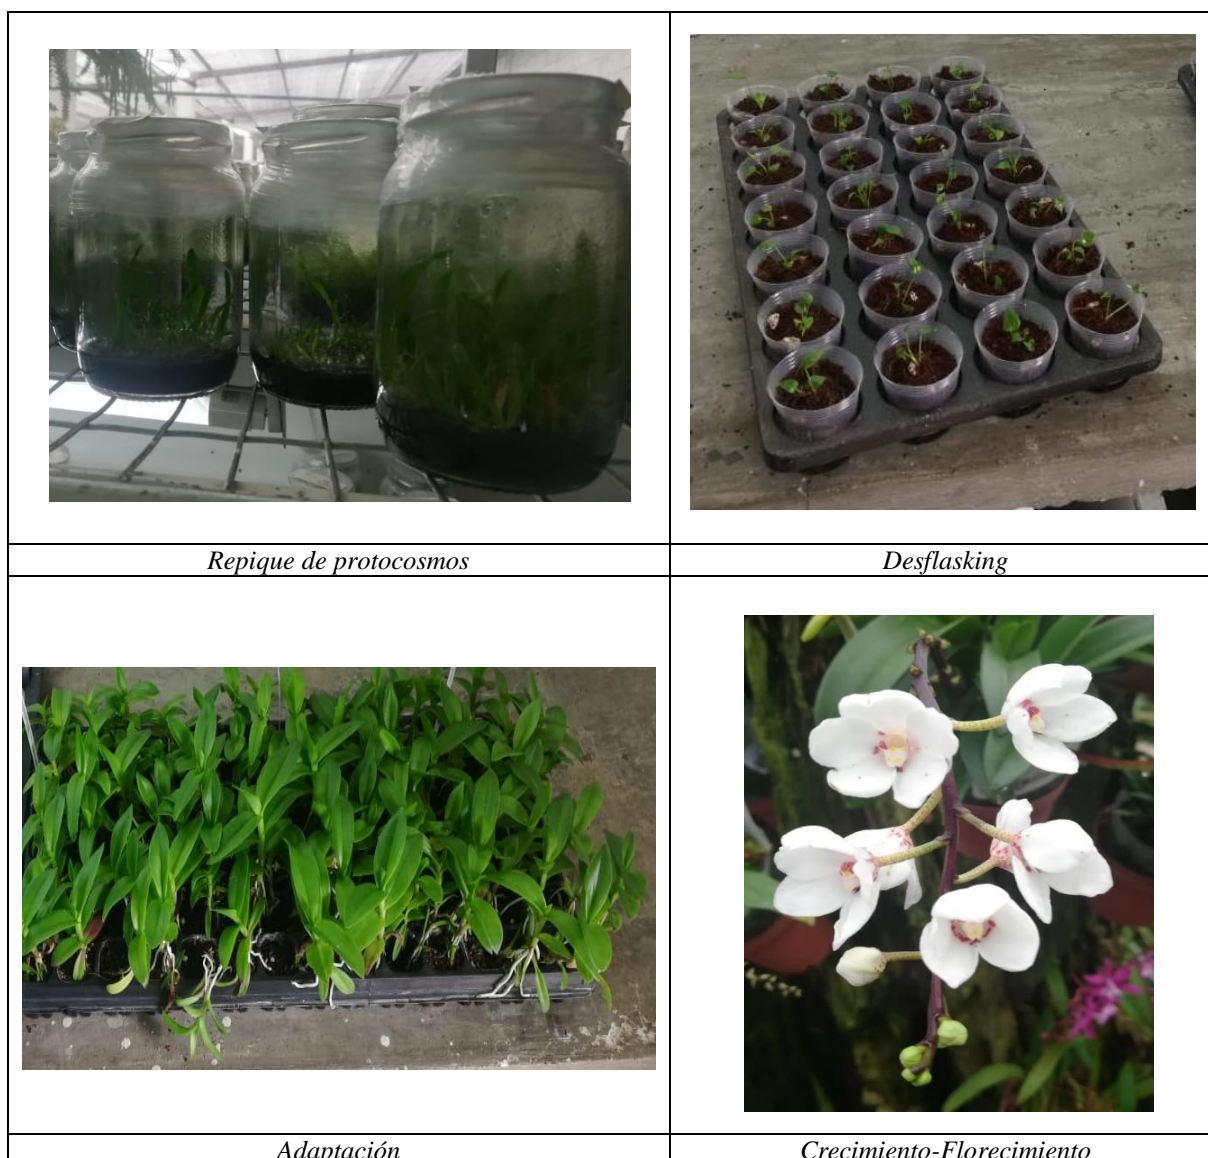 Repique de protocosmos
Desflasking
Adaptación
Crecimiento-Florecimiento